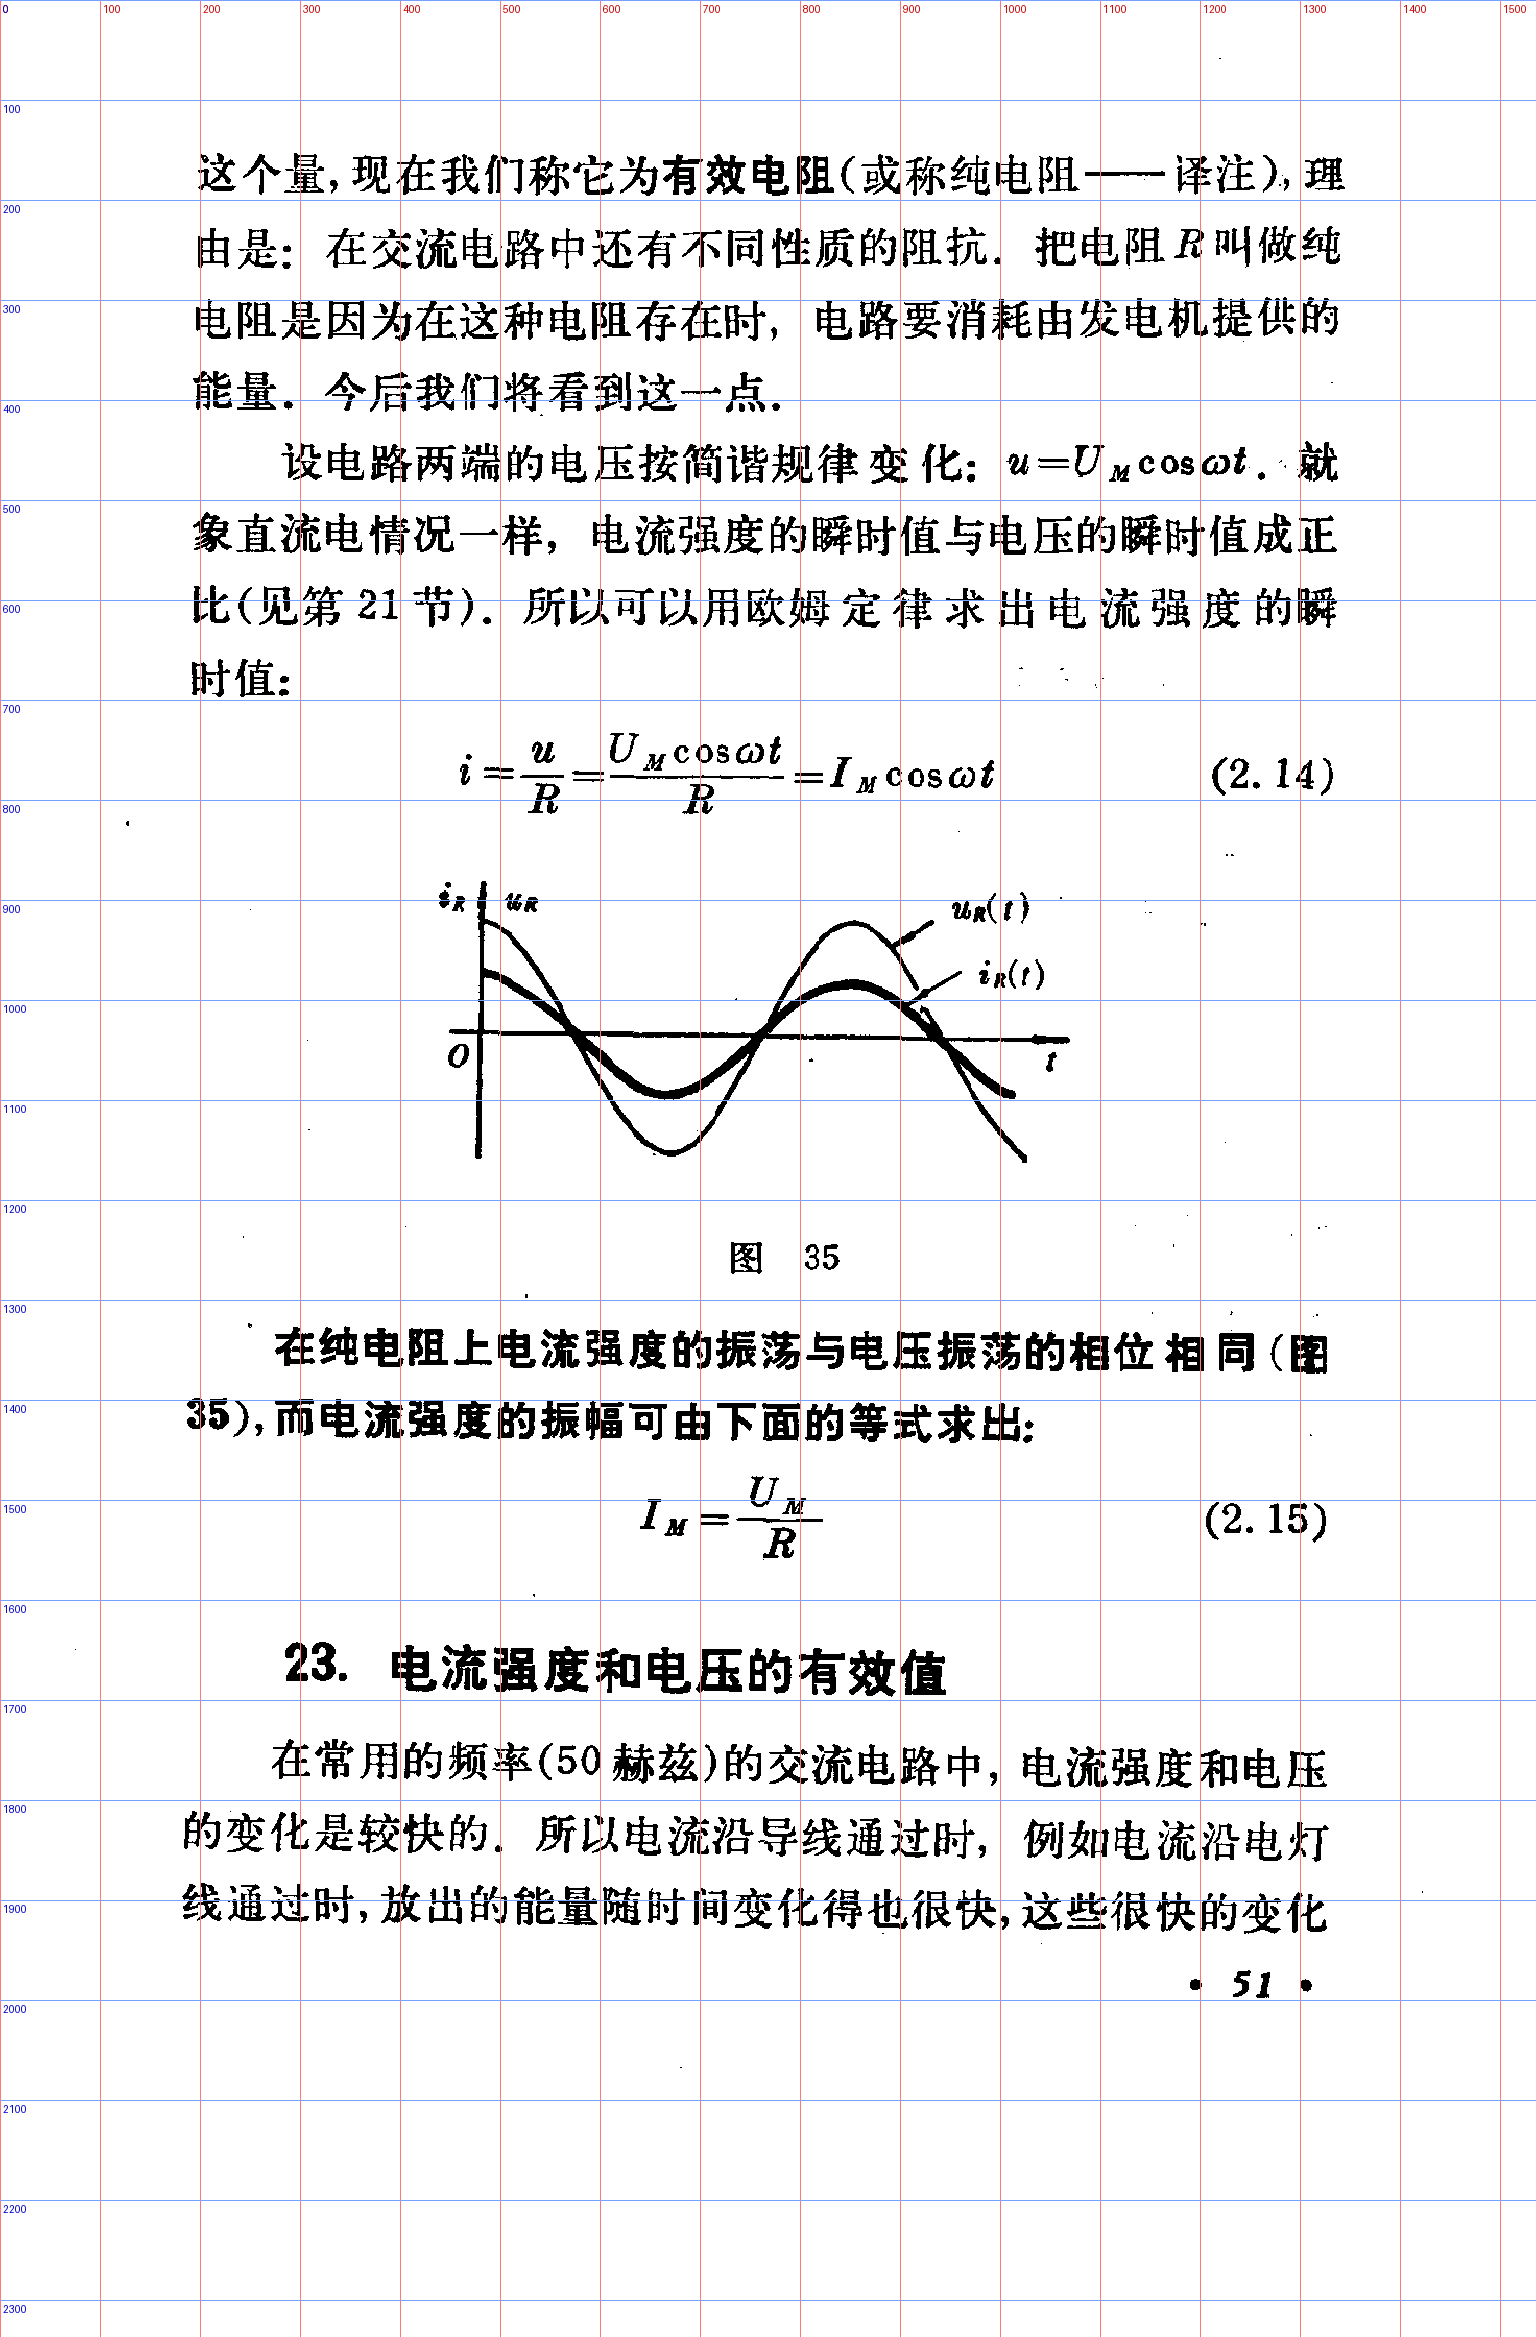 这个量,现在我们称它为有效电阻(或称纯电阻——译注),理
由是: 在交流电路中还有不同性质的阻抗. 把电阻R叫做纯
电阻是因为在这种电阻存在时, 电路要消耗由发电机提供的
能量. 今后我们将看到这一点.
设电路两端的电压按简谐规律变化: u=U_M cosωt. 就
象直流电情况一样, 电流强度的瞬时值与电压的瞬时值成正
比(见第21节). 所以可以用欧姆定律求出电流强度的瞬
时值:
i = u/R = U_M cosωt / R = I_M cosωt (2.14)
i_R u_R
u_R(t)
i_R(t)
O t
图 35
在纯电阻上电流强度的振荡与电压振荡的相位相同(图
35),而电流强度的振幅可由下面的等式求出:
I_M = U_M / R (2.15)
23. 电流强度和电压的有效值
在常用的频率(50赫兹)的交流电路中, 电流强度和电压
的变化是较快的. 所以电流沿导线通过时, 例如电流沿电灯
线通过时,放出的能量随时间变化得也很快,这些很快的变化
• 51 •